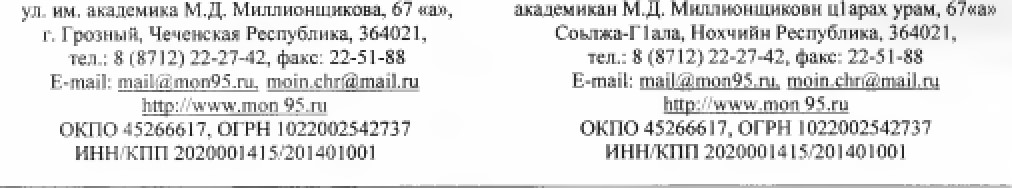 ул. им. академика М.Д. Миллионщикова, 67 «а»,
г. Грозный, Чеченская Республика, 364021,
тел.: 8 (8712) 22-27-42, факс: 22-51-88
E-mail: mail@mon95.ru, moin.chr@mail.ru
http://www.mon 95.ru
ОКПО 45266617, ОГРН 1022002542737
ИНН/КПП 2020001415/201401001
академикан М.Д. Миллионщиковн ц1арах урам, 67«а»
Соьлжа-Г1ала, Нохчийн Республика, 364021,
тел.: 8 (8712) 22-27-42, факс: 22-51-88
E-mail: mail@mon95.ru, moin.chr@mail.ru
http://www.mon 95.ru
ОКПО 45266617, ОГРН 1022002542737
ИНН/КПП 2020001415/201401001